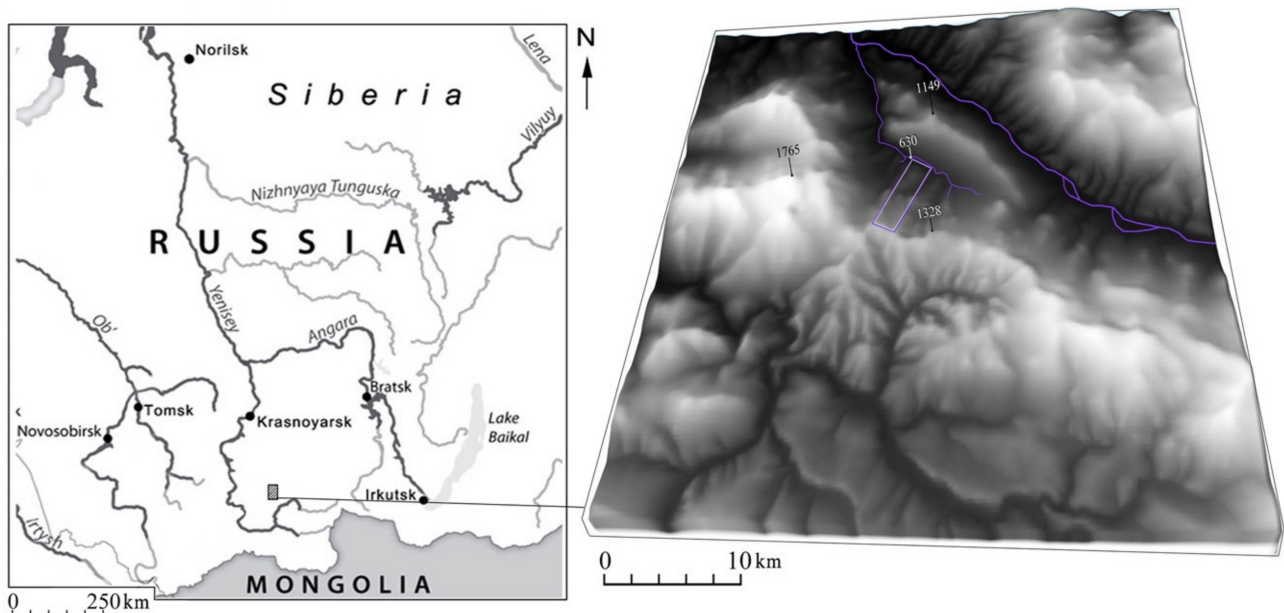 Norilsk
Siberia
Lena
Vilyuy
Nizhnyaya Tunguska
RUSSIA
Yenisey
Ob'
Angara
Bratsk
Tomsk
Krasnoyarsk
Novosobirsk
Lake
Baikal
Irkutsk
Irtysh
MONGOLIA
0 250 km
N
1149
630
1765
1328
0 10 km